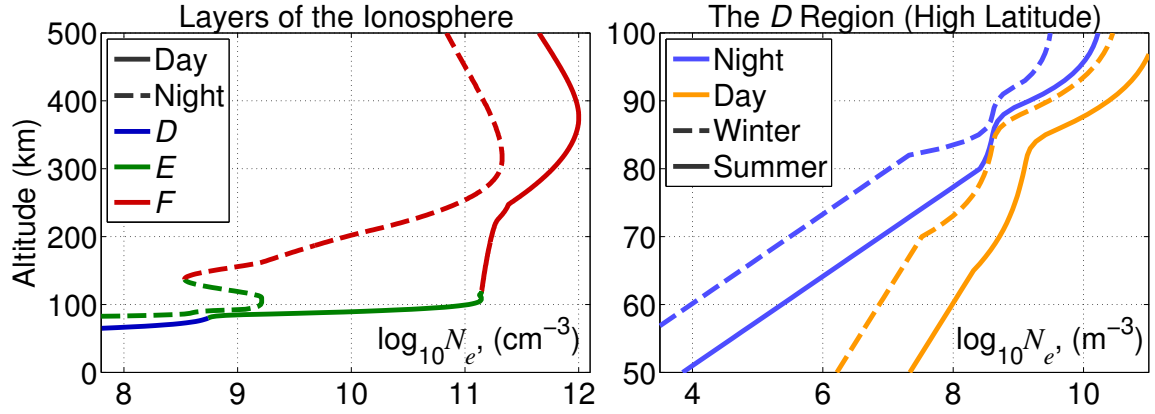 Layers of the Ionosphere
500
400
300
200
100
0
Altitude (km)
Day
Night
D
E
F
log₁₀Nₑ, (cm⁻³)
8
9
10
11
12
The D Region (High Latitude)
100
90
80
70
60
50
Night
Day
Winter
Summer
log₁₀Nₑ, (m⁻³)
4
6
8
10